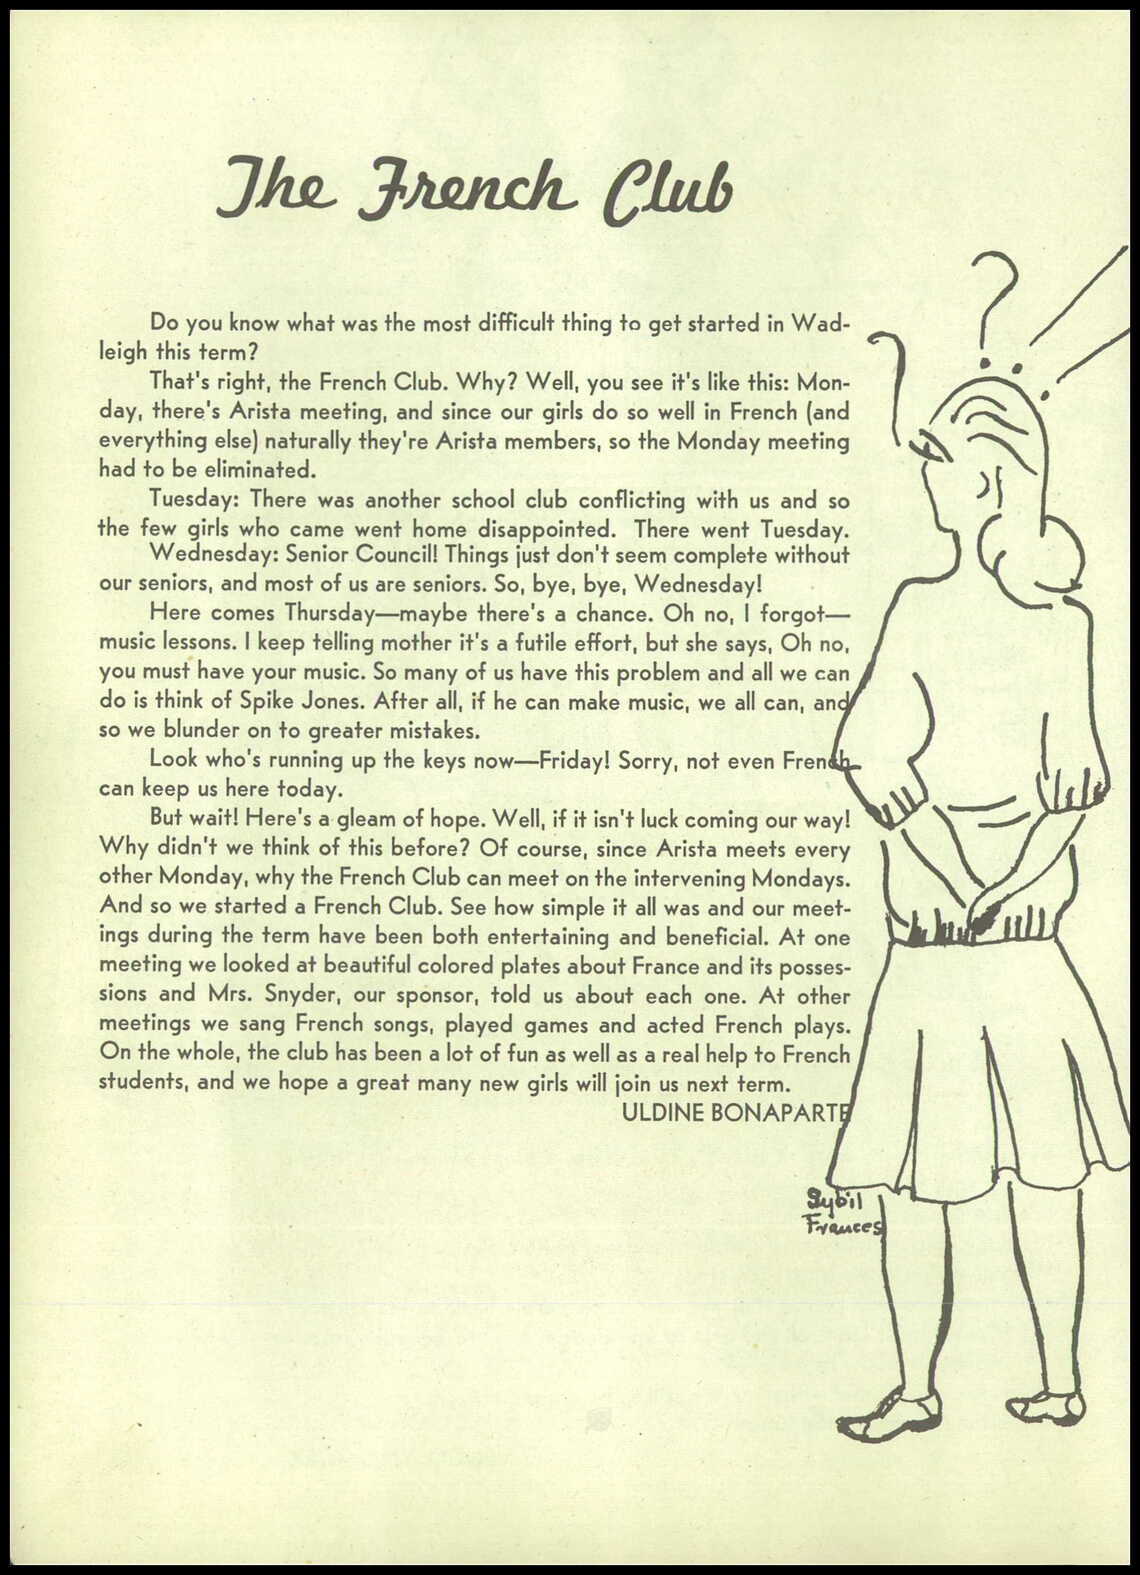 The French Club
Do you know what was the most difficult thing to get started in Wad-
leigh this term?
That's right, the French Club. Why? Well, you see it's like this: Mon-
day, there's Arista meeting, and since our girls do so well in French (and
everything else) naturally they're Arista members, so the Monday meeting
had to be eliminated.
Tuesday: There was another school club conflicting with us and so
the few girls who came went home disappointed. There went Tuesday.
Wednesday: Senior Council! Things just don't seem complete without
our seniors, and most of us are seniors. So, bye, bye, Wednesday!
Here comes Thursday—maybe there's a chance. Oh no, I forgot—
music lessons. I keep telling mother it's a futile effort, but she says, Oh no,
you must have your music. So many of us have this problem and all we can
do is think of Spike Jones. After all, if he can make music, we all can, and
so we blunder on to greater mistakes.
Look who's running up the keys now—Friday! Sorry, not even French
can keep us here today.
But wait! Here's a gleam of hope. Well, if it isn't luck coming our way!
Why didn't we think of this before? Of course, since Arista meets every
other Monday, why the French Club can meet on the intervening Mondays.
And so we started a French Club. See how simple it all was and our meet-
ings during the term have been both entertaining and beneficial. At one
meeting we looked at beautiful colored plates about France and its posses-
sions and Mrs. Snyder, our sponsor, told us about each one. At other
meetings we sang French songs, played games and acted French plays.
On the whole, the club has been a lot of fun as well as a real help to French
students, and we hope a great many new girls will join us next term.
ULDINE BONAPARTE
Sybil
Frances